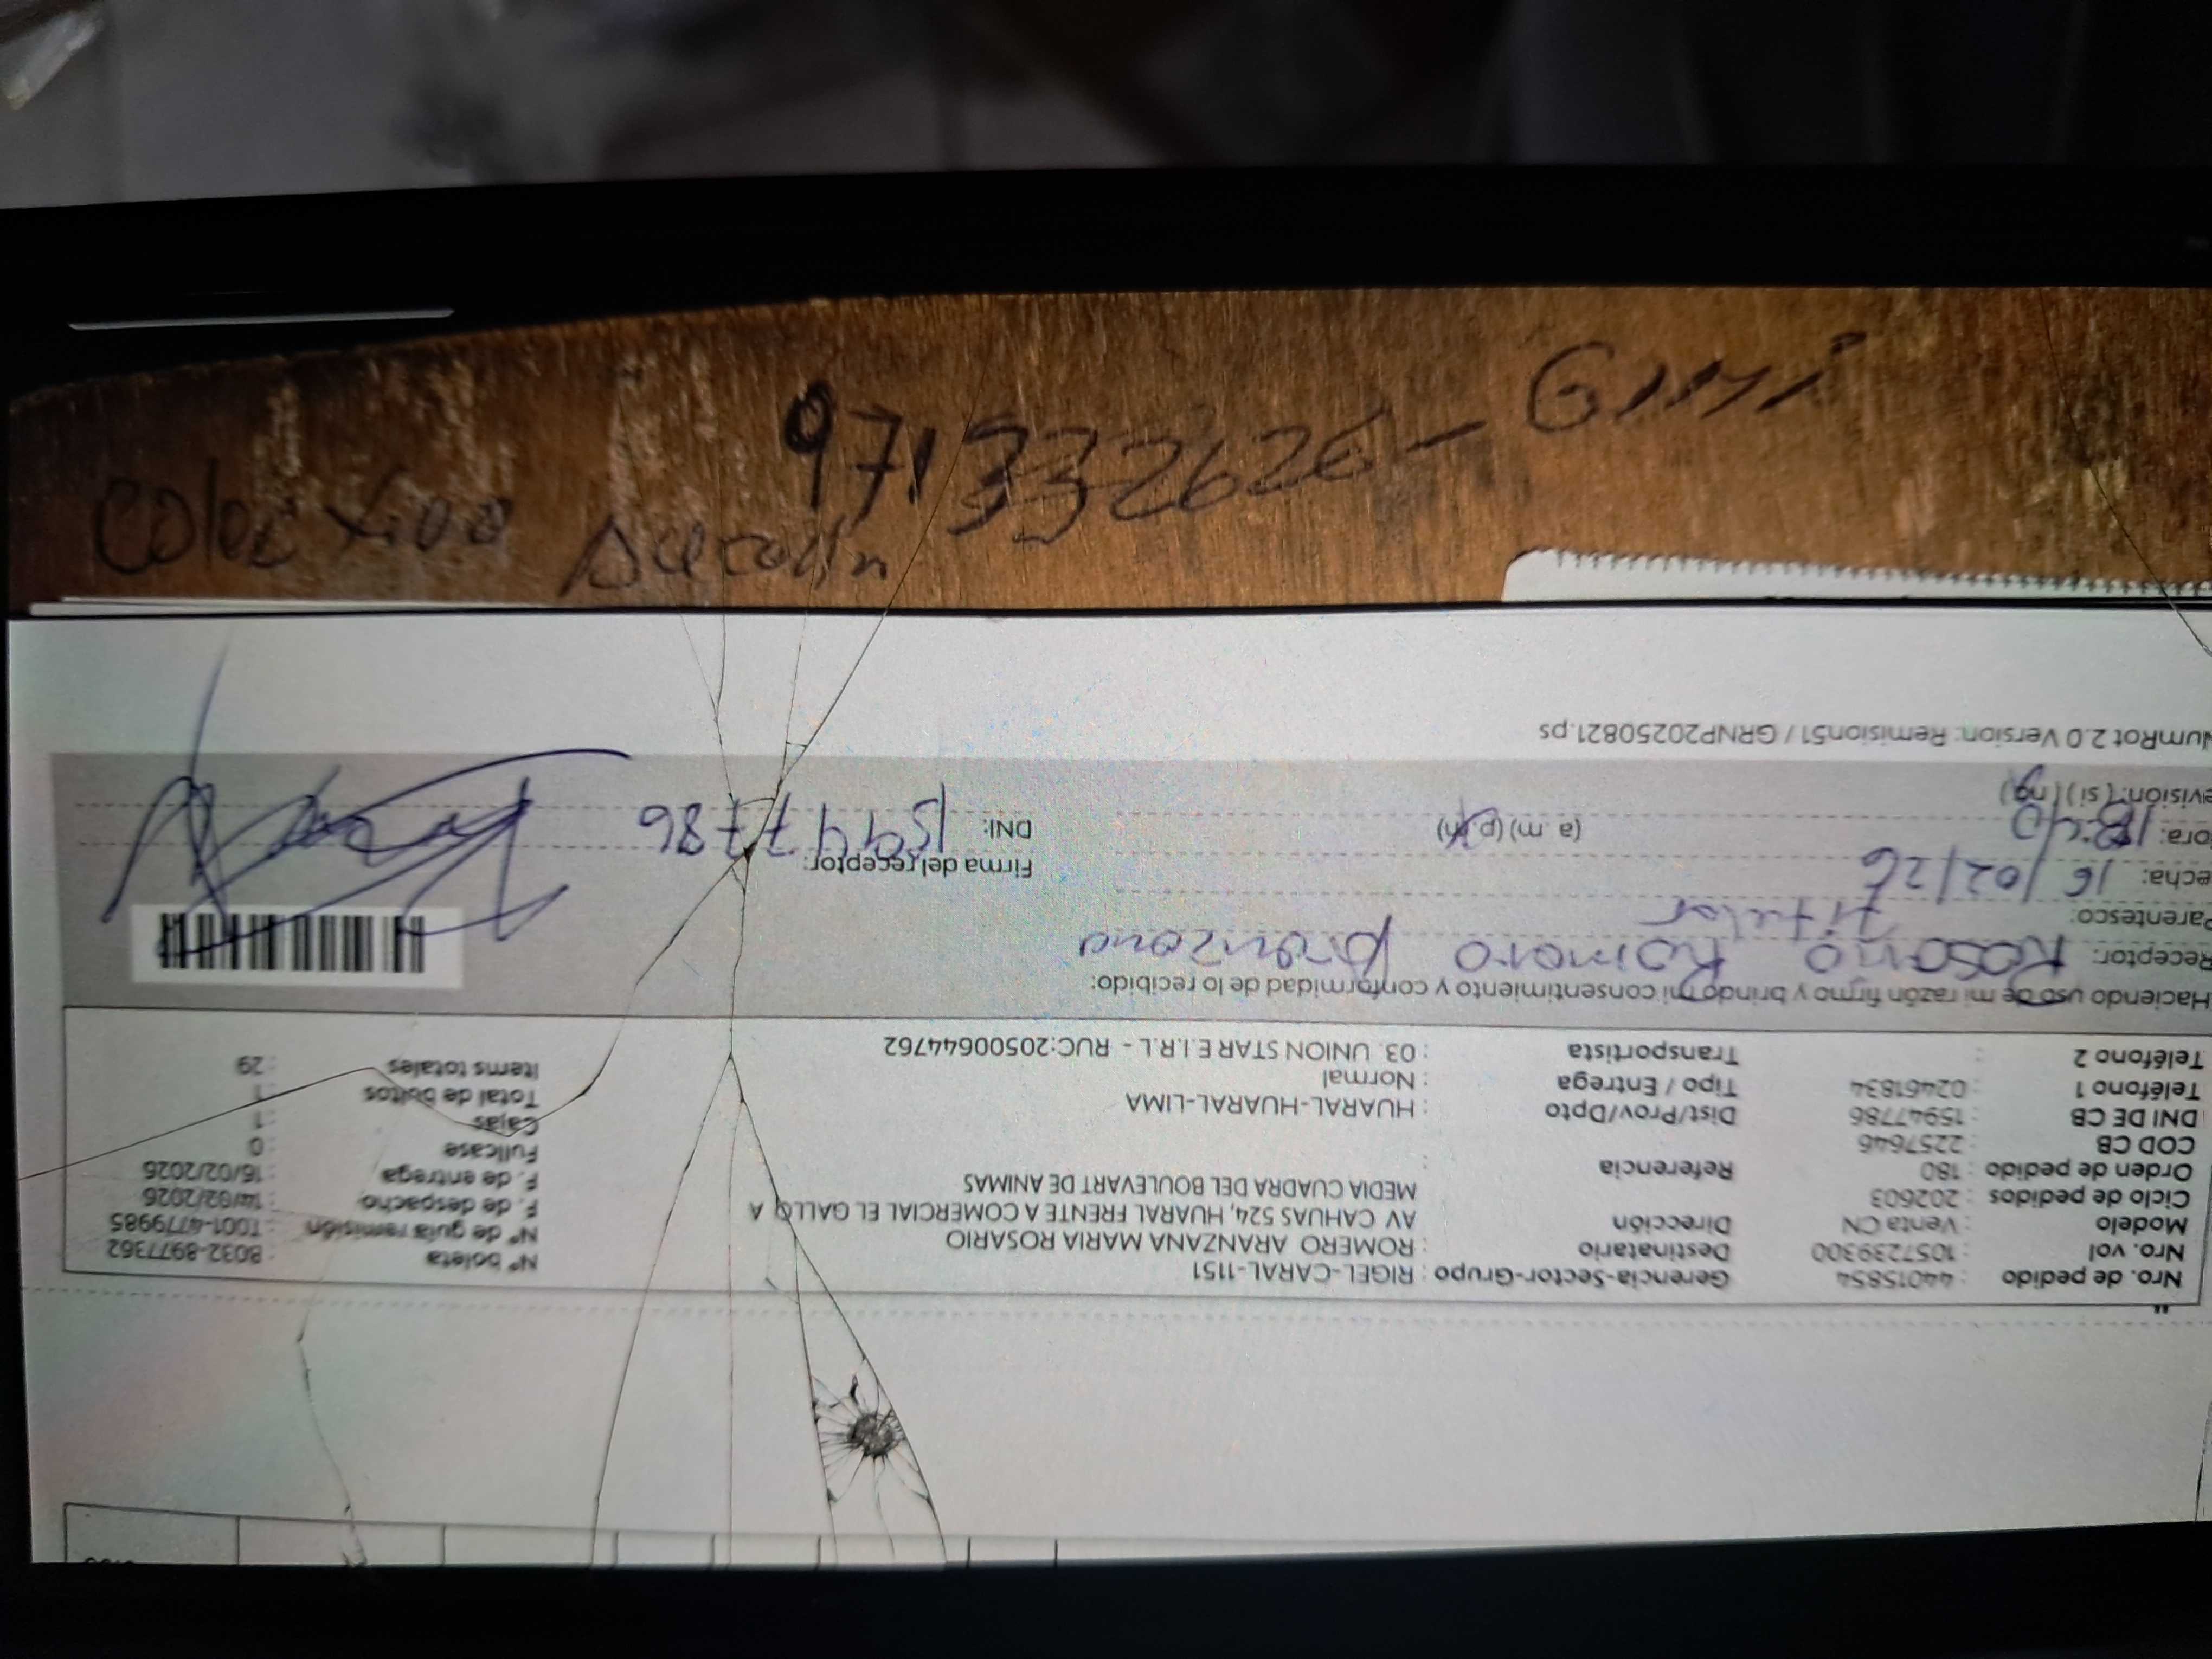 971332626 - Gimi
Nro. de pedido : 44015854
Nro. vol : 1057239300
Modelo : Venta CN
Ciclo de pedidos : 202603
Orden de pedido : 180
COD CB : 2257646
DNI DE CB : 15947786
Teléfono 1 : 02461834
Teléfono 2 :
Gerencia-Sector-Grupo : RIGEL-CARAL-1151
Destinatario : ROMERO ARANZANA MARIA ROSARIO
Dirección : AV CAHUAS 524, HUARAL FRENTE A COMERCIAL EL GALLO A
MEDIA CUADRA DEL BOULEVART DE ANIMAS
Referencia :
Dist/Prov/Dpto : HUARAL-HUARAL-LIMA
Tipo / Entrega : Normal
Transportista : 03. UNION STAR E.I.R.L - RUC:20500644762
N° boleta : B032-8977362
N° de guía remisión : T001-4779985
F. de despacho : 14/02/2026
F. de entrega : 16/02/2026
Fullcase : 0
Cajas : 1
Total de bultos : 1
Items totales : 29
Haciendo uso de mi razón firmo y brindo mi consentimiento y conformidad de lo recibido:
Receptor: Rosario Romero Aranzana
Parentesco: Titular
echa: 16/02/26
ora: 18:40 (a. m) (p.m)
evisión: (si) (no)
Firma del receptor:
DNI: 15947786
NumRot 2.0 Version: Remision51 / GRNP20250821.ps